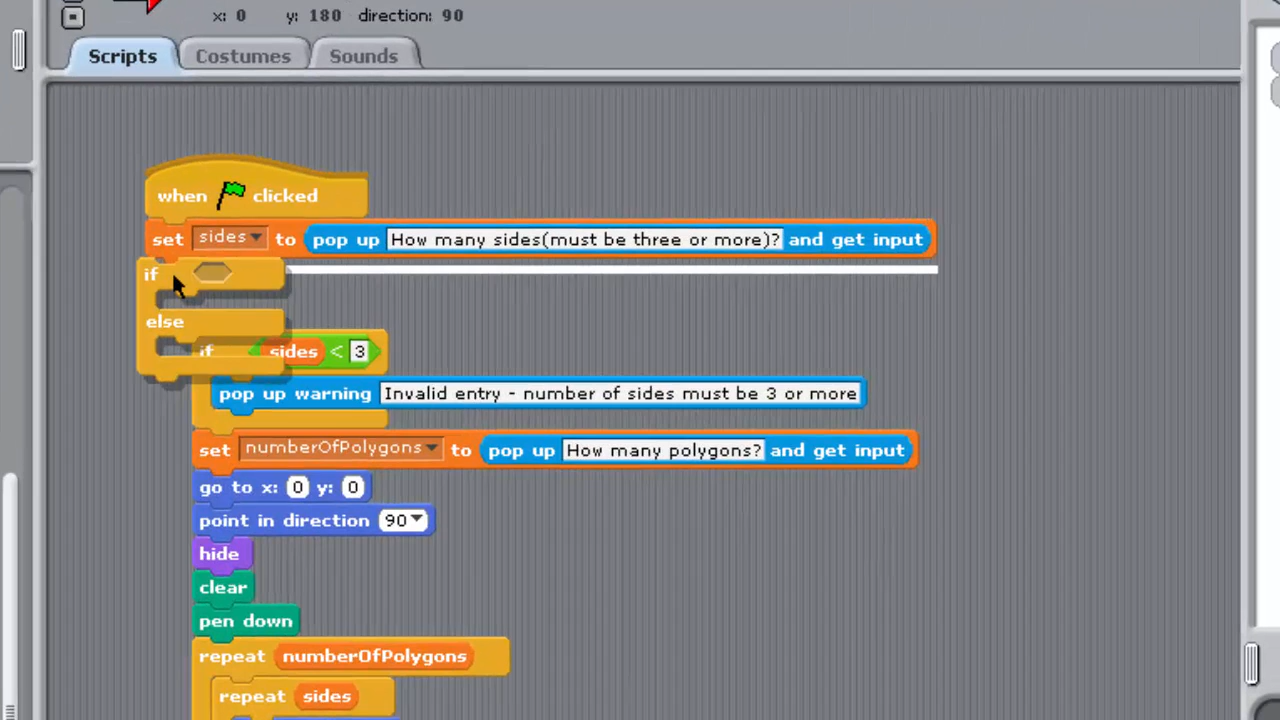 x: 0 y: 180 direction: 90
Scripts Costumes Sounds
when clicked
set sides to pop up How many sides(must be three or more)? and get input
if
else
if sides < 3
pop up warning Invalid entry - number of sides must be 3 or more
set numberOfPolygons to pop up How many polygons? and get input
go to x: 0 y: 0
point in direction 90
hide
clear
pen down
repeat numberOfPolygons
repeat sides